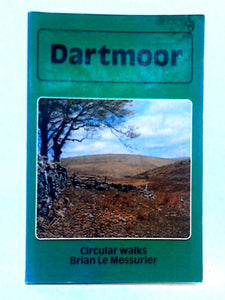 Dartmoor
Circular walks
Brian Le Messurier